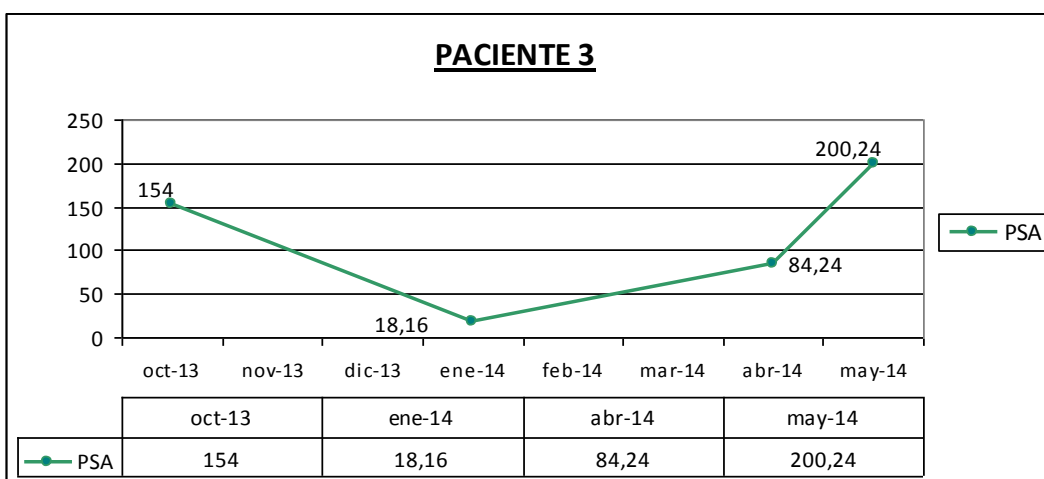 PACIENTE 3
250
200
150
100
50
0
154
18,16
84,24
200,24
PSA
oct-13 nov-13 dic-13 ene-14 feb-14 mar-14 abr-14 may-14
oct-13 ene-14 abr-14 may-14
PSA 154 18,16 84,24 200,24